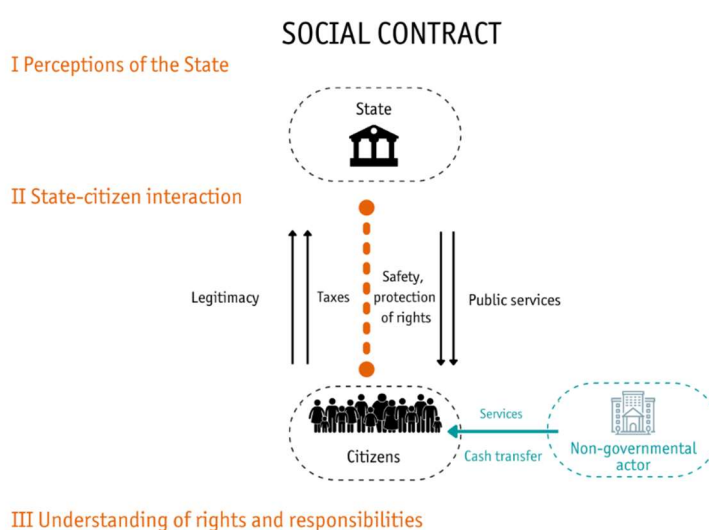 SOCIAL CONTRACT
I Perceptions of the State
State
II State-citizen interaction
Legitimacy
Taxes
Safety,
protection
of rights
Public services
Citizens
Services
Cash transfer
Non-governmental
actor
III Understanding of rights and responsibilities